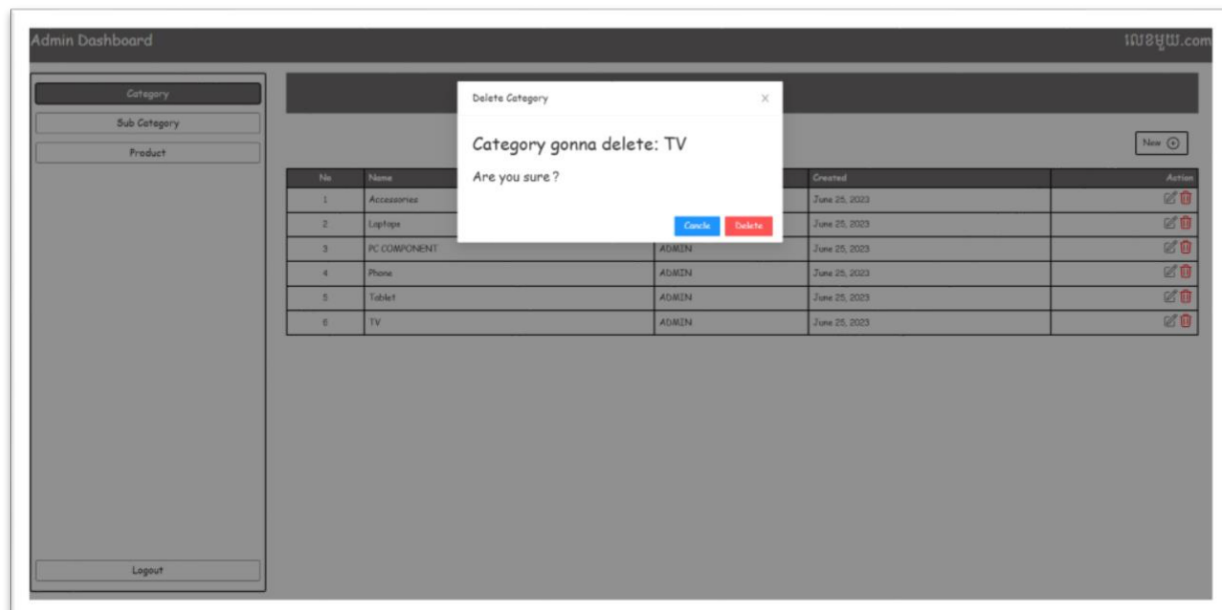 Admin Dashboard
លេខមួយ.com
Category
Sub Category
Product
Logout
Delete Category
Category gonna delete: TV
Are you sure ?
Cancle Delete
New
No Name Created Action
1 Accessories June 25, 2023
2 Laptops June 25, 2023
3 PC COMPONENT ADMIN June 25, 2023
4 Phone ADMIN June 25, 2023
5 Tablet ADMIN June 25, 2023
6 TV ADMIN June 25, 2023